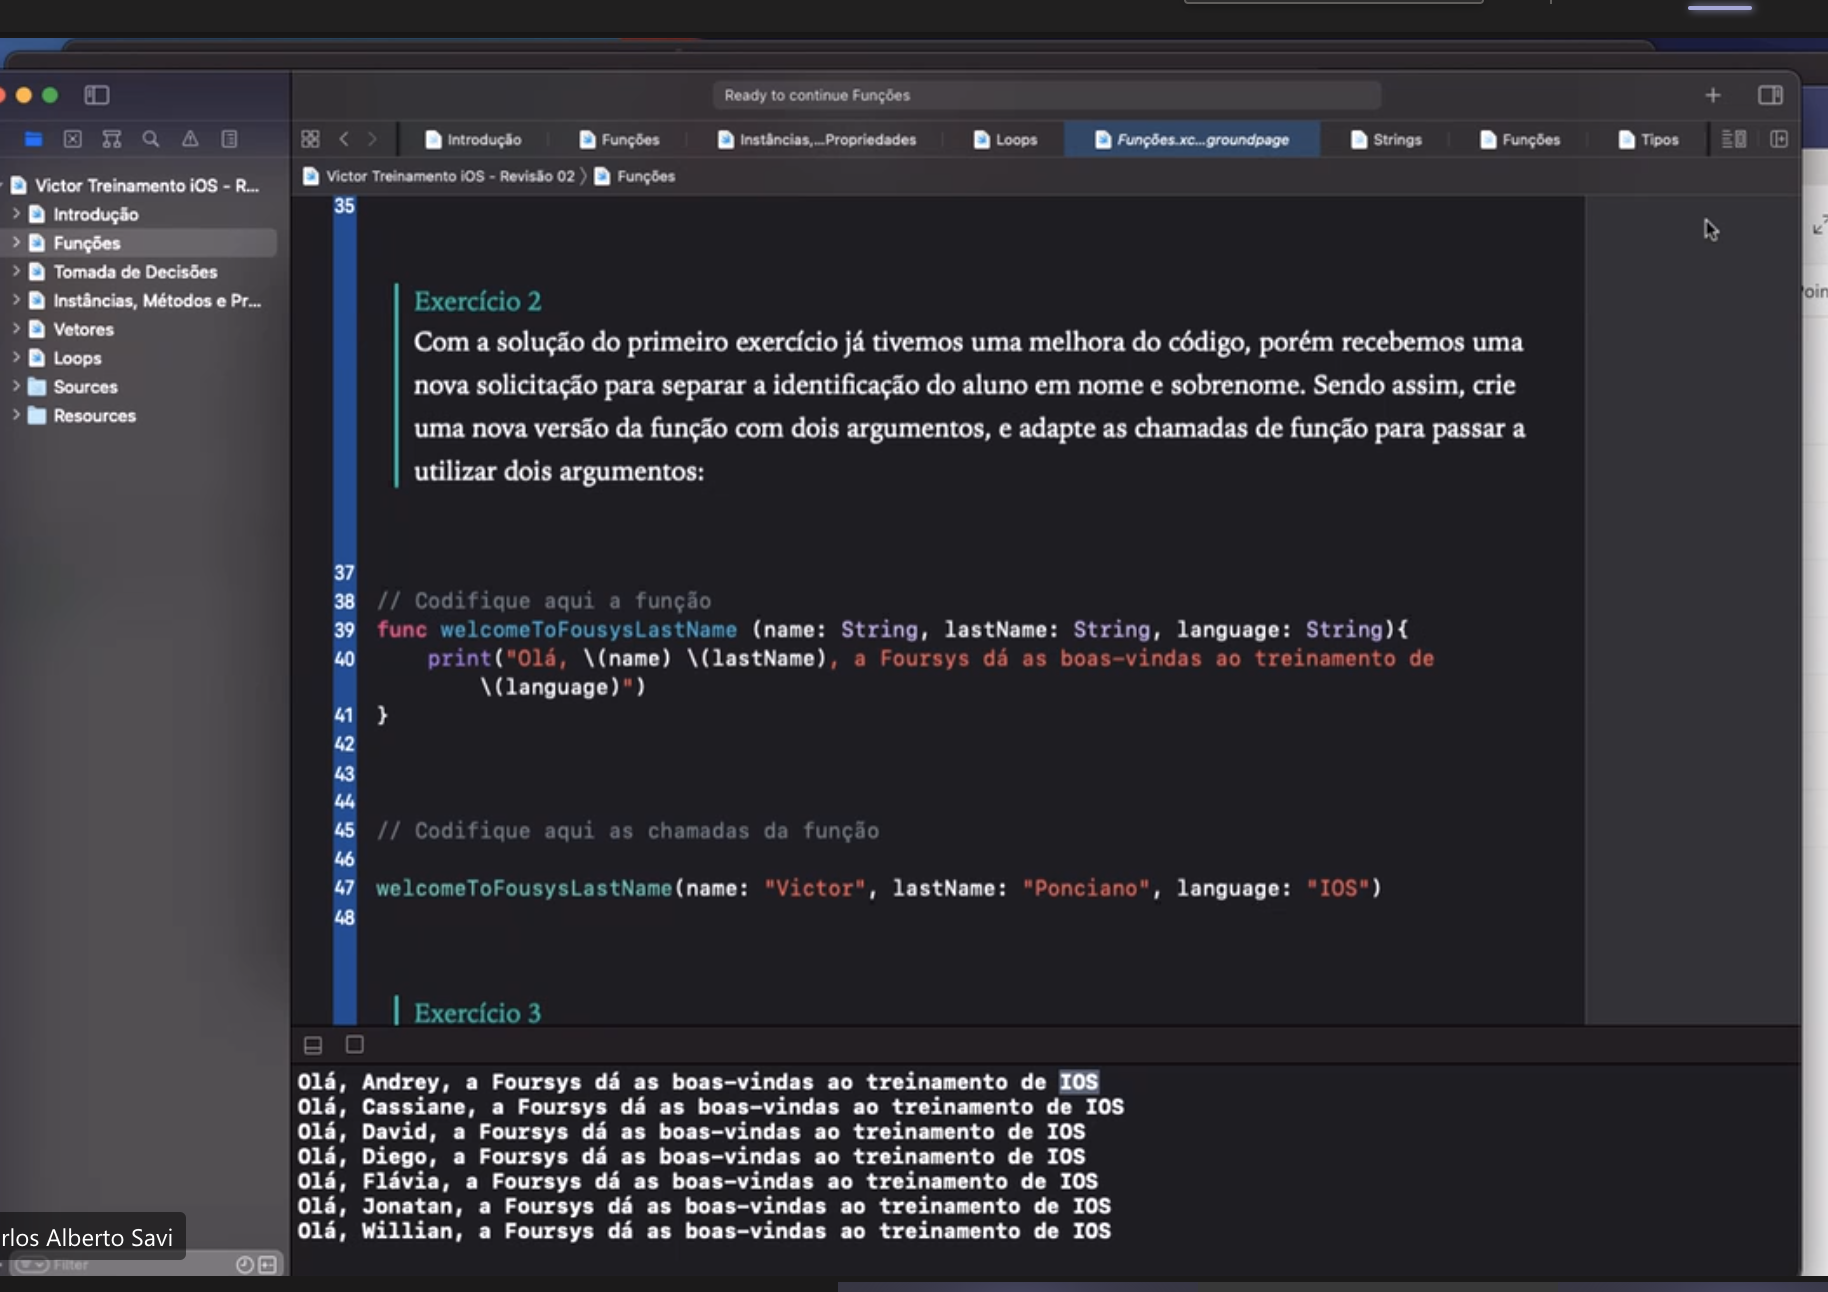 Ready to continue Funções
Introdução
Funções
Instâncias,...Propriedades
Loops
Funções.xc...groundpage
Strings
Funções
Tipos
Victor Treinamento iOS - Revisão 02 〉 Funções
Victor Treinamento iOS - R...
Introdução
Funções
Tomada de Decisões
Instâncias, Métodos e Pr...
Vetores
Loops
Sources
Resources
35
Exercício 2
Com a solução do primeiro exercício já tivemos uma melhora do código, porém recebemos uma
nova solicitação para separar a identificação do aluno em nome e sobrenome. Sendo assim, crie
uma nova versão da função com dois argumentos, e adapte as chamadas de função para passar a
utilizar dois argumentos:
37
38 // Codifique aqui a função
39 func welcomeToFousysLastName (name: String, lastName: String, language: String){
40 print("Olá, \(name) \(lastName), a Foursys dá as boas-vindas ao treinamento de
\(language)")
41 }
42
43
44
45 // Codifique aqui as chamadas da função
46
47 welcomeToFousysLastName(name: "Victor", lastName: "Ponciano", language: "IOS")
48
Exercício 3
Olá, Andrey, a Foursys dá as boas-vindas ao treinamento de IOS
Olá, Cassiane, a Foursys dá as boas-vindas ao treinamento de IOS
Olá, David, a Foursys dá as boas-vindas ao treinamento de IOS
Olá, Diego, a Foursys dá as boas-vindas ao treinamento de IOS
Olá, Flávia, a Foursys dá as boas-vindas ao treinamento de IOS
Olá, Jonatan, a Foursys dá as boas-vindas ao treinamento de IOS
Olá, Willian, a Foursys dá as boas-vindas ao treinamento de IOS
rlos Alberto Savi
Filter